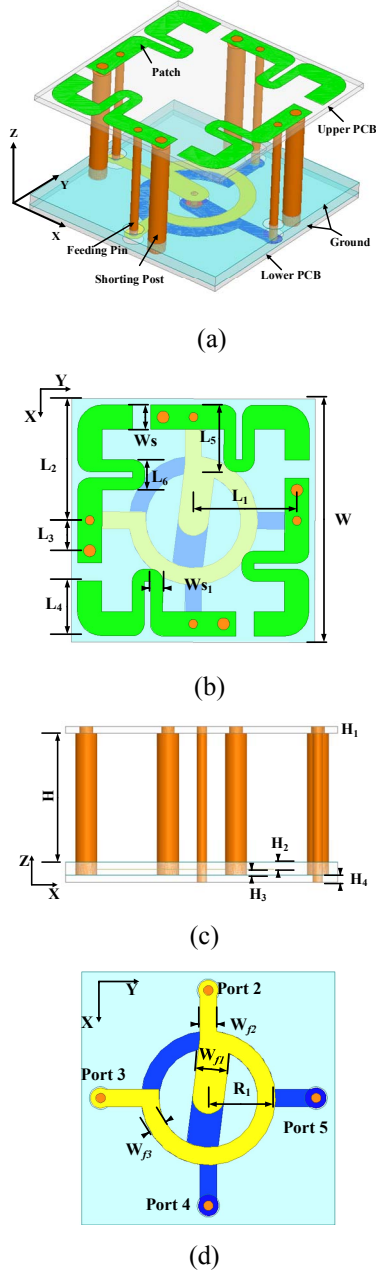 Patch
Upper PCB
Z
Y
X
Feeding Pin
Shorting Post
Ground
Lower PCB
(a)
Y
X
Ws
L5
L2
L6
L1
W
L3
L4
Ws1
(b)
H1
H
Z
H2
X
H3
H4
(c)
Y
Port 2
X
Wf2
Wf1
Port 3
R1
Wf3
Port 5
Port 4
(d)